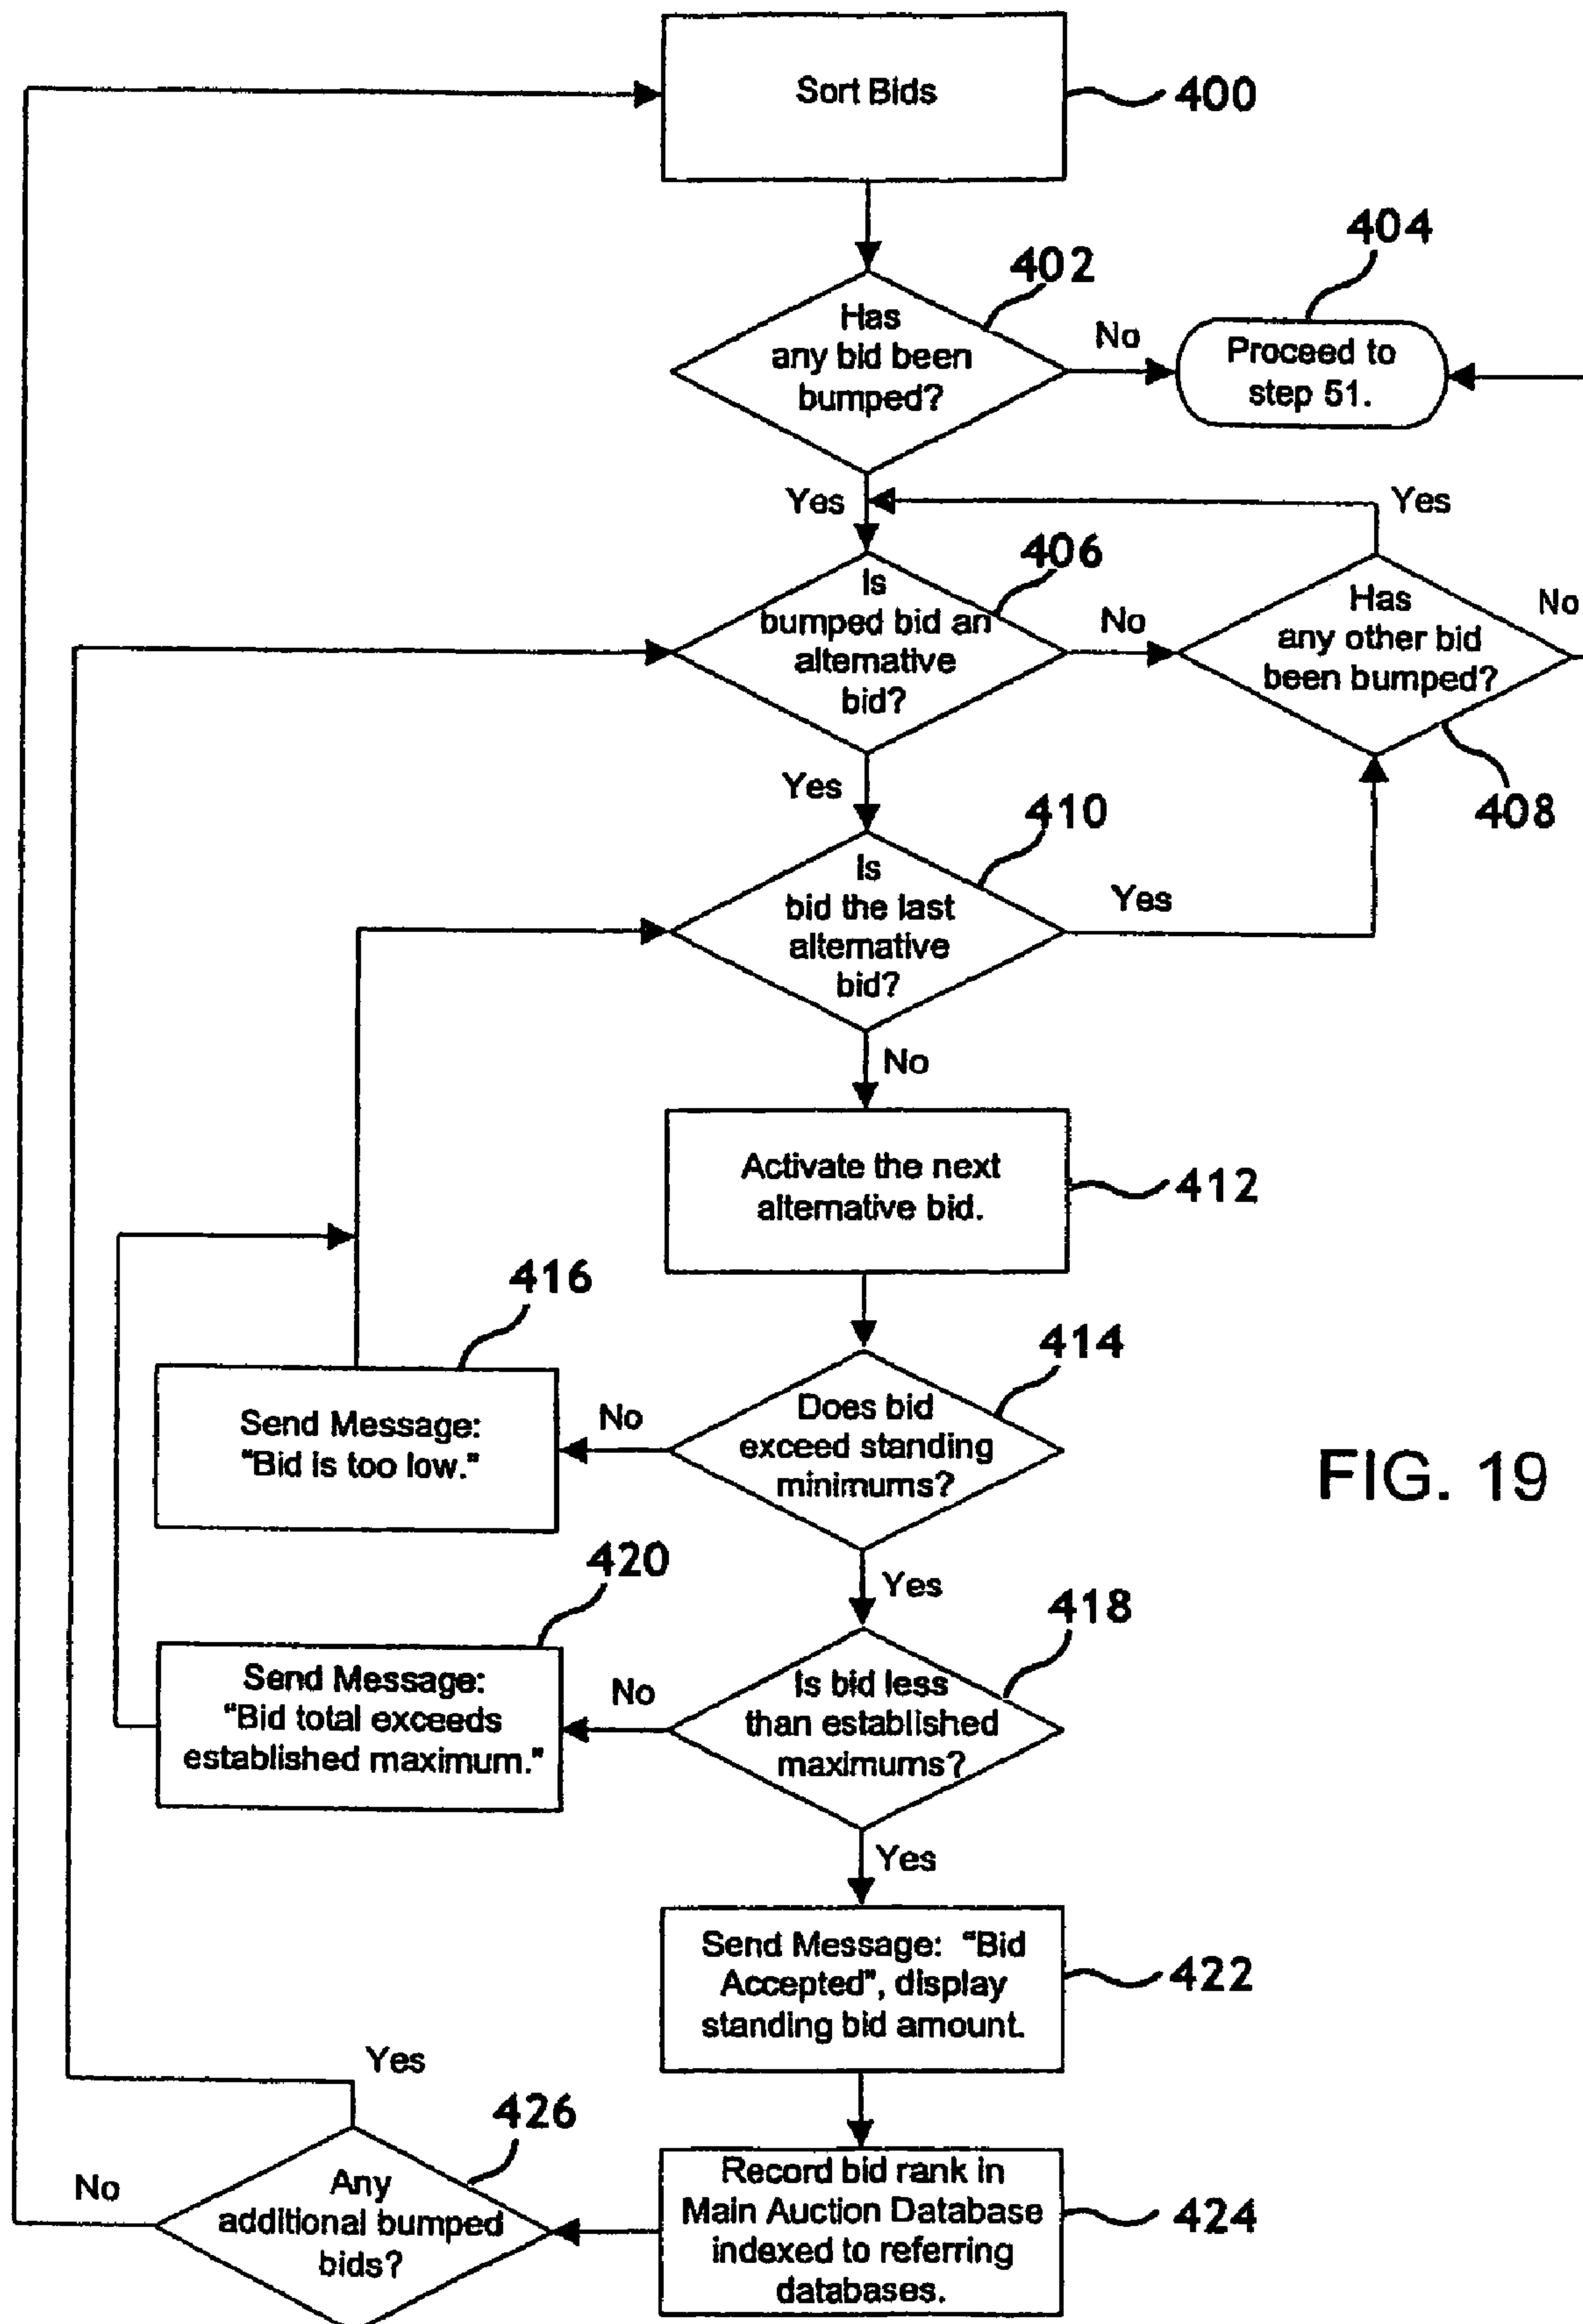 Sort Bids
400
404
402
Has
any bid been
bumped?
No
Proceed to
step 51.
Yes
Yes
406
Is
bumped bid an
alternative
bid?
No
Has
any other bid
been bumped?
No
408
Yes
410
Is
bid the last
alternative
bid?
Yes
No
Activate the next
alternative bid.
412
416
414
Send Message:
"Bid is too low."
No
Does bid
exceed standing
minimums?
FIG. 19
420
Yes
418
Send Message:
"Bid total exceeds
established maximum."
No
Is bid less
than established
maximums?
Yes
Send Message: "Bid
Accepted", display
standing bid amount.
422
Yes
426
No
Any
additional bumped
bids?
Record bid rank in
Main Auction Database
indexed to referring
databases.
424